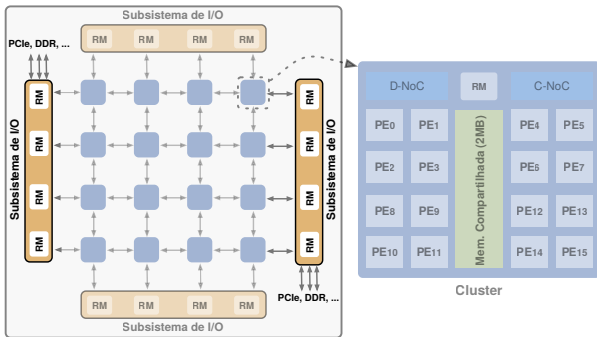 Subsistema de I/O
RM RM RM RM
PCIe, DDR, ...
Subsistema de I/O
RM
RM
RM
RM
RM
RM
RM
RM
Subsistema de I/O
PCIe, DDR, ...
RM RM RM RM
Subsistema de I/O
D-NoC RM C-NoC
PE0 PE1 PE4 PE5
PE2 PE3 PE6 PE7
PE8 PE9 PE12 PE13
PE10 PE11 PE14 PE15
Mem. Compartilhada (2MB)
Cluster